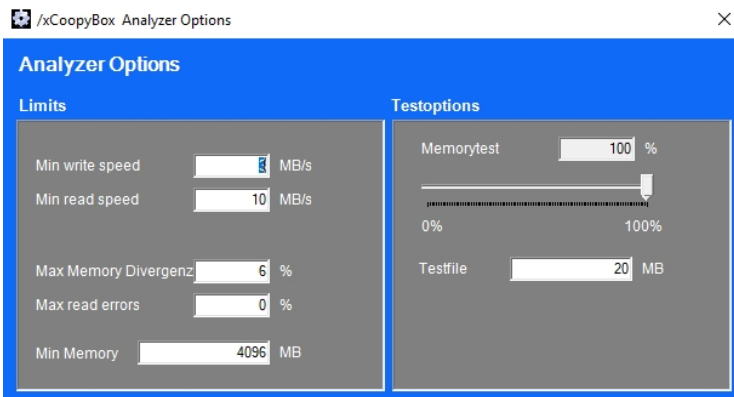 /xCoopyBox Analyzer Options
Analyzer Options
Limits
Min write speed MB/s
Min read speed 10 MB/s
Max Memory Divergenz 6 %
Max read errors 0 %
Min Memory 4096 MB
Testoptions
Memorytest 100 %
0% 100%
Testfile 20 MB